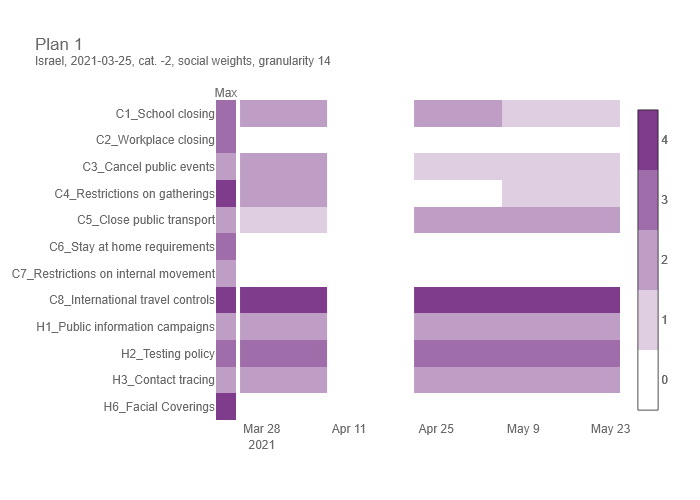 Plan 1
Israel, 2021-03-25, cat. -2, social weights, granularity 14
Max
C1_School closing
C2_Workplace closing
C3_Cancel public events
C4_Restrictions on gatherings
C5_Close public transport
C6_Stay at home requirements
C7_Restrictions on internal movement
C8_International travel controls
H1_Public information campaigns
H2_Testing policy
H3_Contact tracing
H6_Facial Coverings
4
3
2
1
0
Mar 28 Apr 11 Apr 25 May 9 May 23
2021